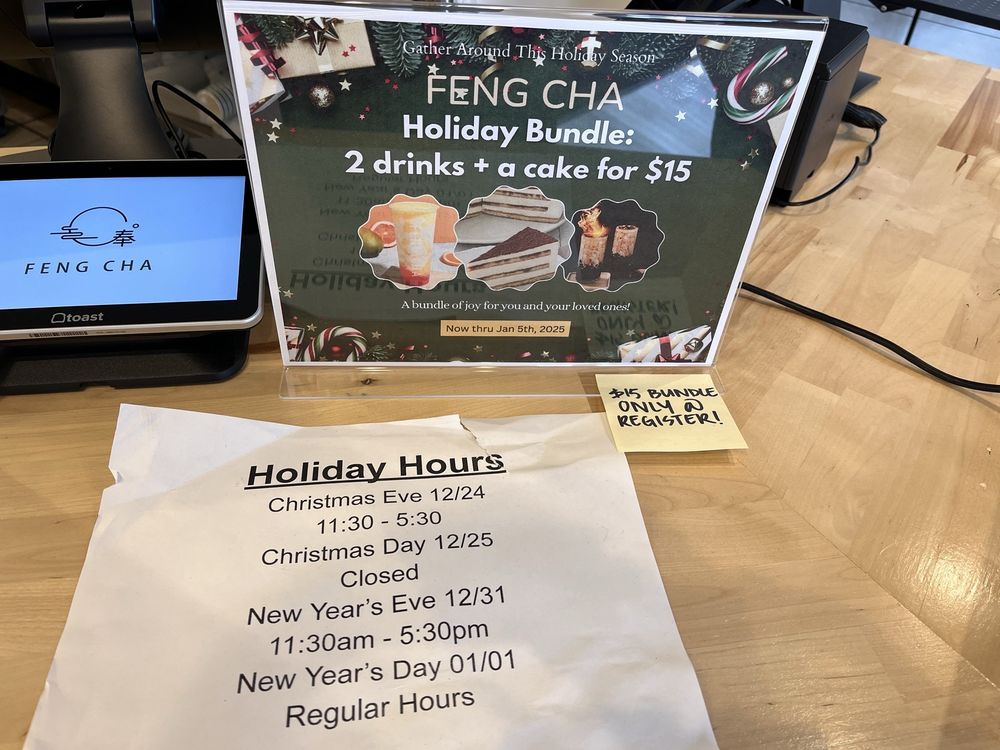 Gather Around This Holiday Season
FENG CHA
Holiday Bundle:
2 drinks + a cake for $15
A bundle of joy for you and your loved ones!
Now thru Jan 5th, 2025
奉
FENG CHA
toast
$15 BUNDLE
ONLY @
REGISTER!
Holiday Hours
Christmas Eve 12/24
11:30 - 5:30
Christmas Day 12/25
Closed
New Year's Eve 12/31
11:30am - 5:30pm
New Year's Day 01/01
Regular Hours